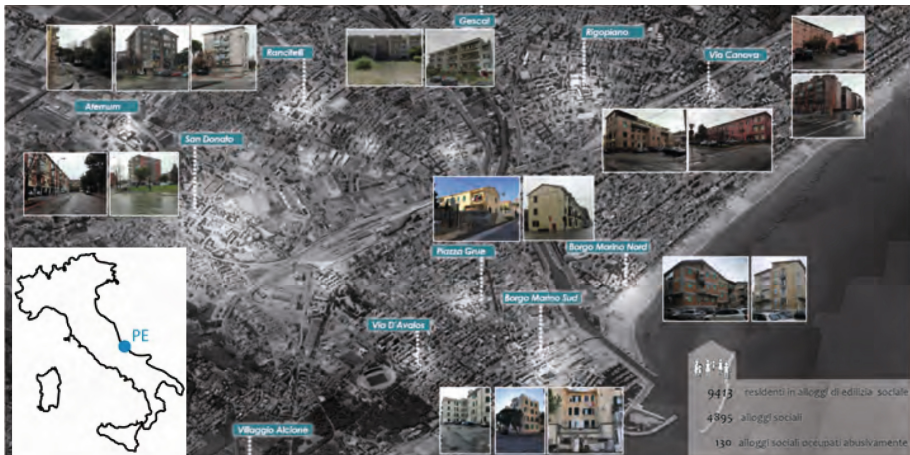 Gescal
Rancitelli
Rigopiano
Via Canova
Aternum
San Donato
Piazza Grue
Borgo Marino Nord
Borgo Marino Sud
Via D'Avalos
Villaggio Alcione
PE
9413 residenti in alloggi di edilizia sociale
4895 alloggi sociali
130 alloggi sociali occupati abusivamente